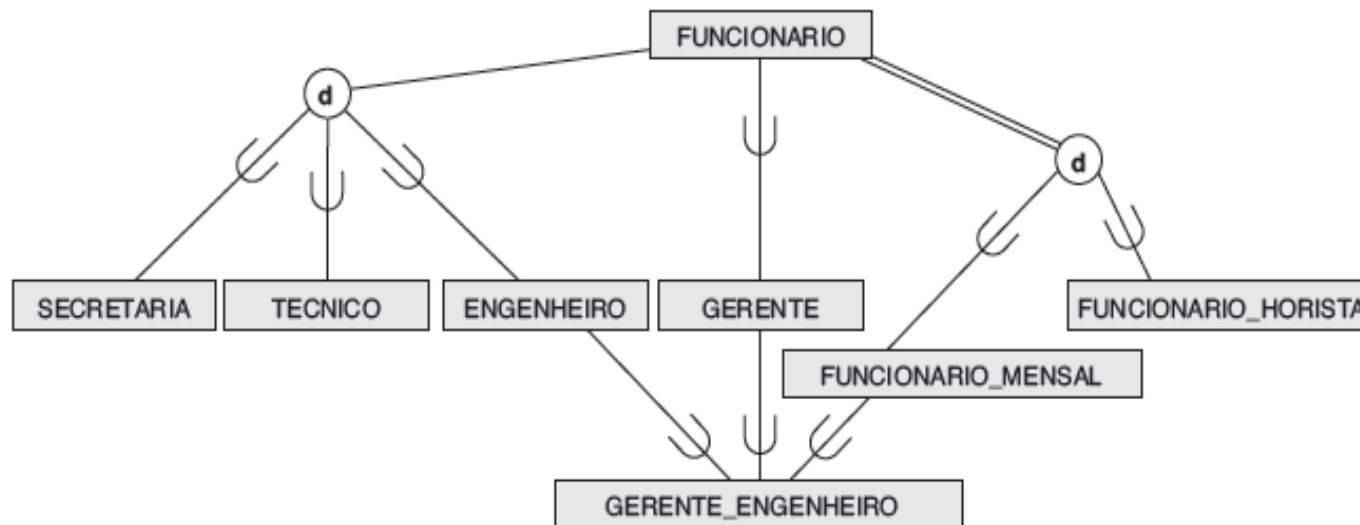 FUNCIONARIO
d
d
SECRETARIA
TECNICO
ENGENHEIRO
GERENTE
FUNCIONARIO_HORISTA
FUNCIONARIO_MENSAL
GERENTE_ENGENHEIRO